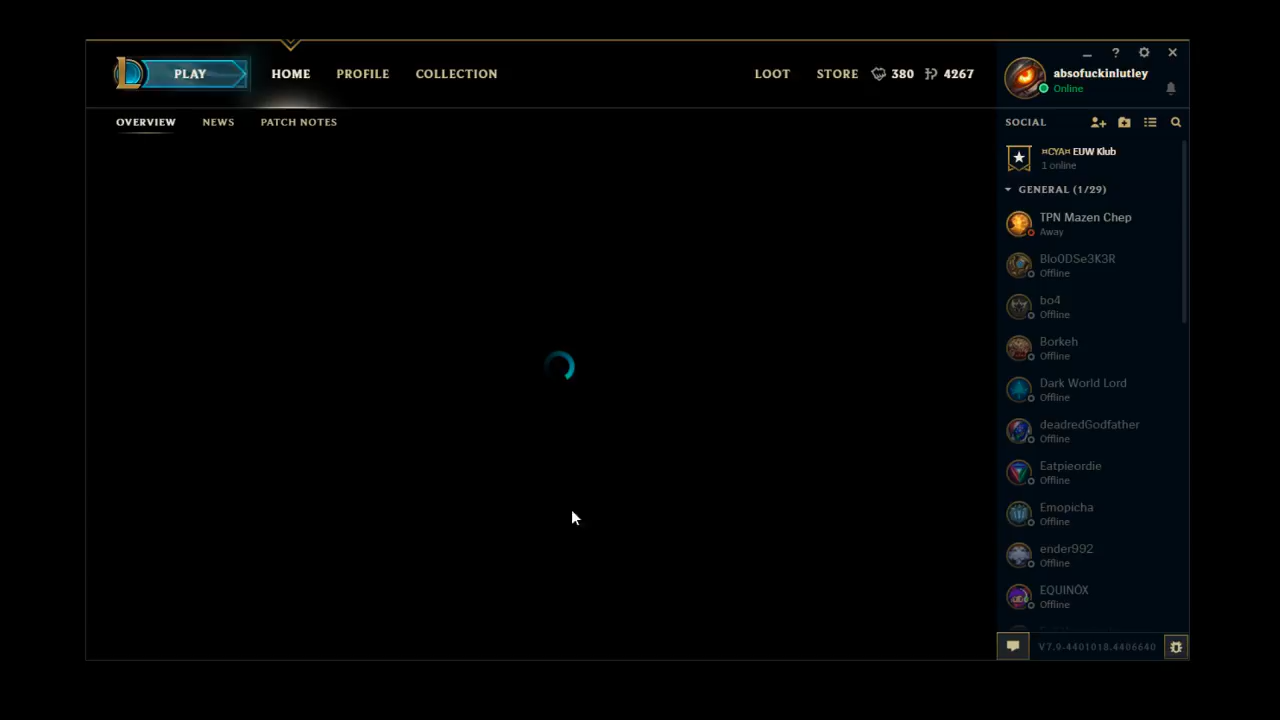 PLAY
HOME
PROFILE
COLLECTION
LOOT
STORE
380
4267
absofuckinlutley
Online
OVERVIEW
NEWS
PATCH NOTES
SOCIAL
¤CYA¤ EUW Klub
1 online
GENERAL (1/29)
TPN Mazen Chep
Away
Blo0DSe3K3R
Offline
bo4
Offline
Borkeh
Offline
Dark World Lord
Offline
deadredGodfather
Offline
Eatpieordie
Offline
Emopicha
Offline
ender992
Offline
EQUINÖX
Offline
V7.9-4401018.4406640